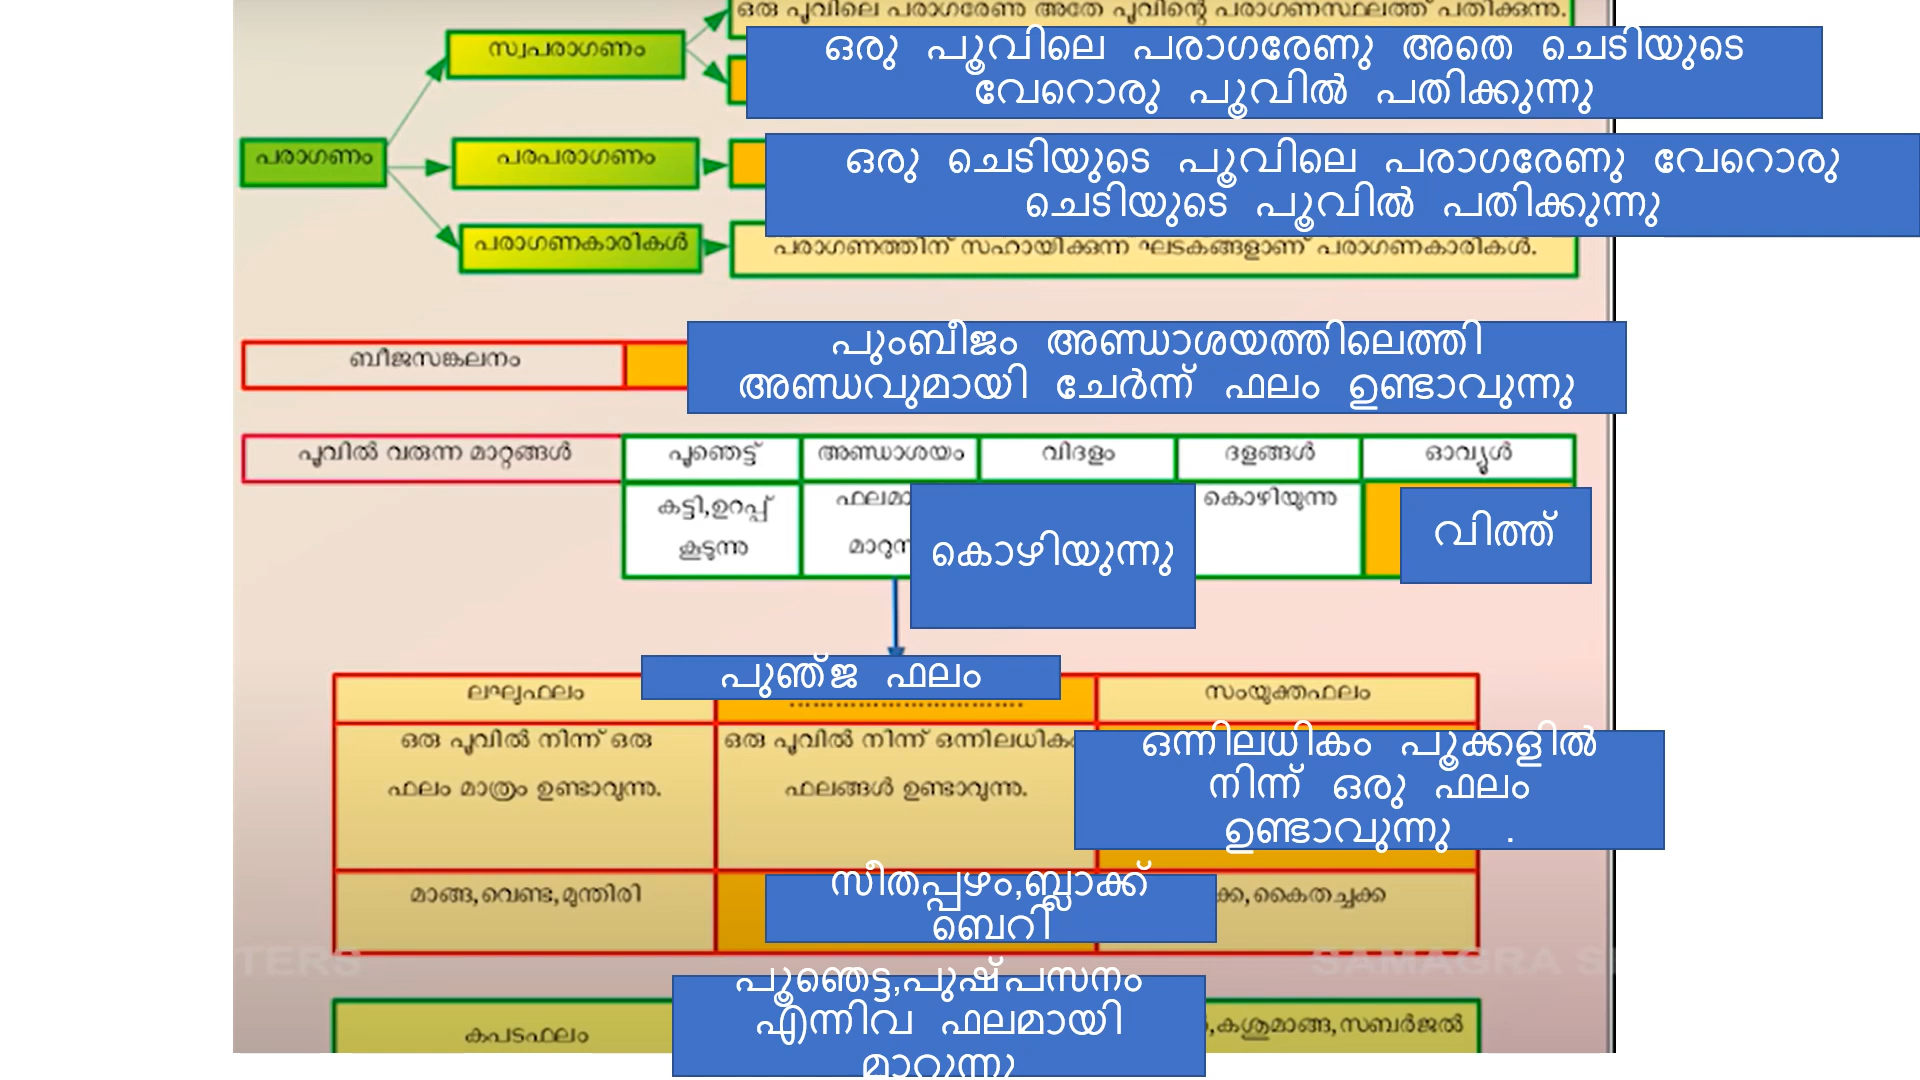 ഒരു പൂവിലെ പരാഗരേണു അതേ പൂവിന്റെ പരാഗണസ്ഥലത്ത് പതിക്കുന്നു.
സ്വപരാഗണം
ഒരു പൂവിലെ പരാഗരേണു അതെ ചെടിയുടെ
വേറൊരു പൂവിൽ പതിക്കുന്നു
പരാഗണം
പരപരാഗണം
ഒരു ചെടിയുടെ പൂവിലെ പരാഗരേണു വേറൊരു
ചെടിയുടെ പൂവിൽ പതിക്കുന്നു
പരാഗണകാരികൾ
പരാഗണത്തിന് സഹായിക്കുന്ന ഘടകങ്ങളാണ് പരാഗണകാരികൾ.
ബീജസങ്കലനം
പുംബീജം അണ്ഡാശയത്തിലെത്തി
അണ്ഡവുമായി ചേർന്ന് ഫലം ഉണ്ടാവുന്നു
പൂവിൽ വരുന്ന മാറ്റങ്ങൾ
പൂഞെട്ട് അണ്ഡാശയം വിദളം ദളങ്ങൾ ഓവ്യൂൾ
കട്ടി,ഉറപ്പ്
കൂടുന്നു
ഫലമാ
മാറുന
കൊഴിയുന്നു
കൊഴിയുന്നു
വിത്ത്
ലഘുഫലം
പുഞ്ജ ഫലം
സംയുക്തഫലം
ഒരു പൂവിൽ നിന്ന് ഒരു
ഫലം മാത്രം ഉണ്ടാവുന്നു.
ഒരു പൂവിൽ നിന്ന് ഒന്നിലധികം
ഫലങ്ങൾ ഉണ്ടാവുന്നു.
ഒന്നിലധികം പൂക്കളിൽ
നിന്ന് ഒരു ഫലം
ഉണ്ടാവുന്നു .
മാങ്ങ,വെണ്ട,മുന്തിരി
സീതപ്പഴം,ബ്ലാക്ക്
ബെറി
ക്ക,കൈതച്ചക്ക
TERS
SAMAGRA S
കപടഫലം
പൂഞെട്ട,പുഷ്പസനം
എന്നിവ ഫലമായി
മാറുന്നു
,കശുമാങ്ങ,സബർജൽ